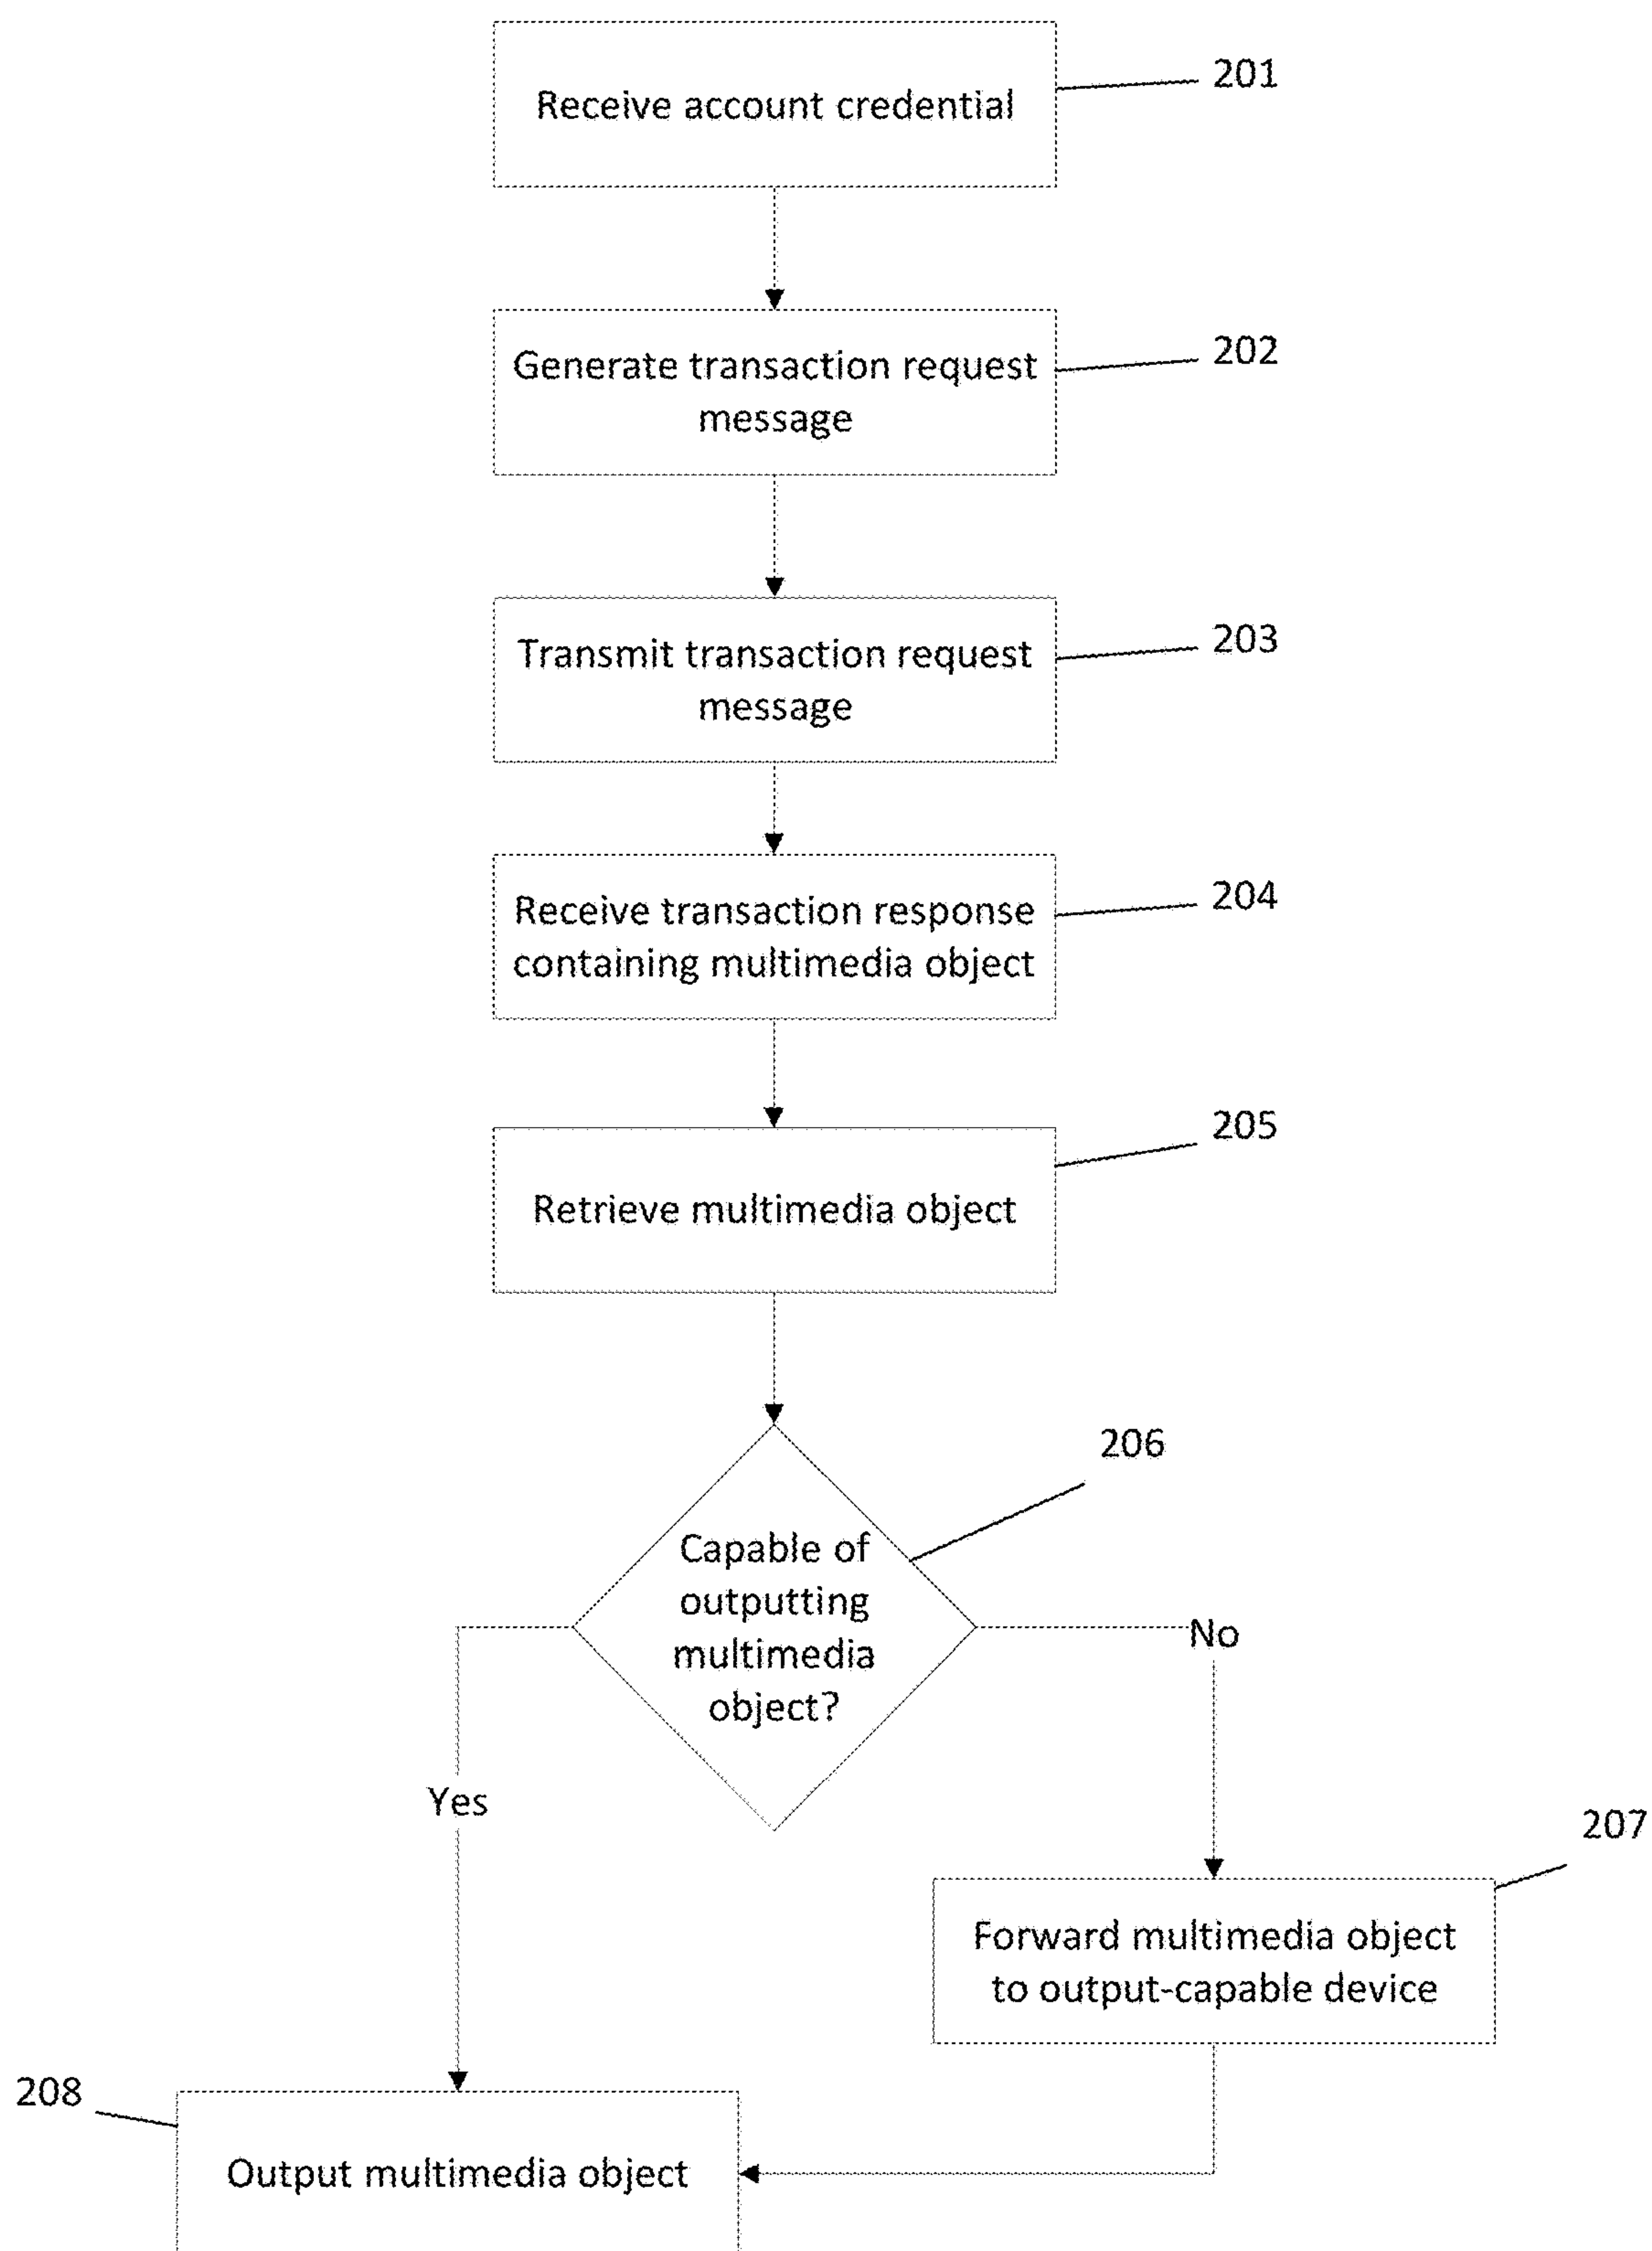 Receive account credential
201
Generate transaction request
message
202
Transmit transaction request
message
203
Receive transaction response
containing multimedia object
204
Retrieve multimedia object
205
Capable of
outputting
multimedia
object?
206
No
Yes
207
Forward multimedia object
to output-capable device
208
Output multimedia object